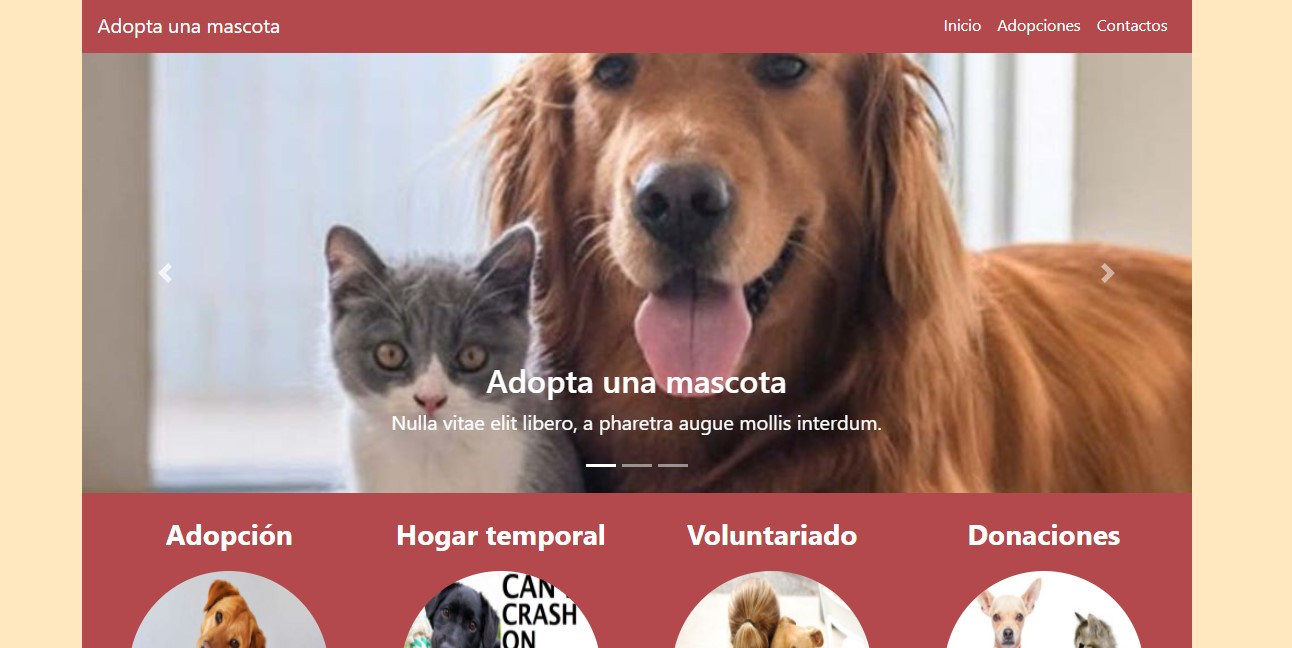 Adopta una mascota
Inicio Adopciones Contactos
Adopta una mascota
Nulla vitae elit libero, a pharetra augue mollis interdum.
Adopción
Hogar temporal
Voluntariado
Donaciones
CAN
CRASH
ON